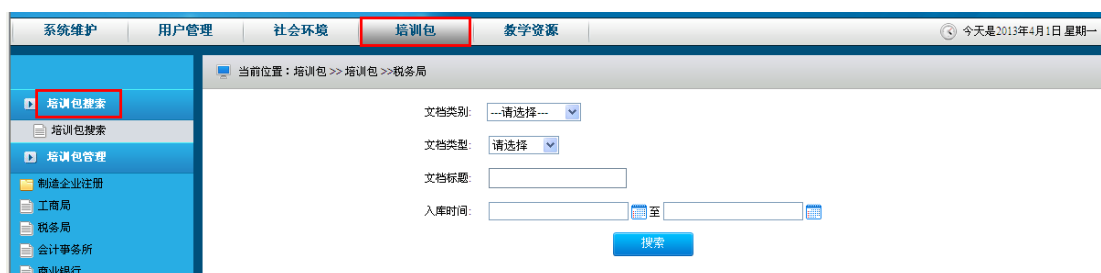 系统维护 用户管理 社会环境 培训包 教学资源 今天是2013年4月1日 星期一
当前位置：培训包 >> 培训包 >>税务局
培训包搜索
培训包搜索
培训包管理
制造企业注册
工商局
税务局
会计事务所
商业银行
文档类别: ---请选择---
文档类型: 请选择
文档标题:
入库时间: 至
搜索